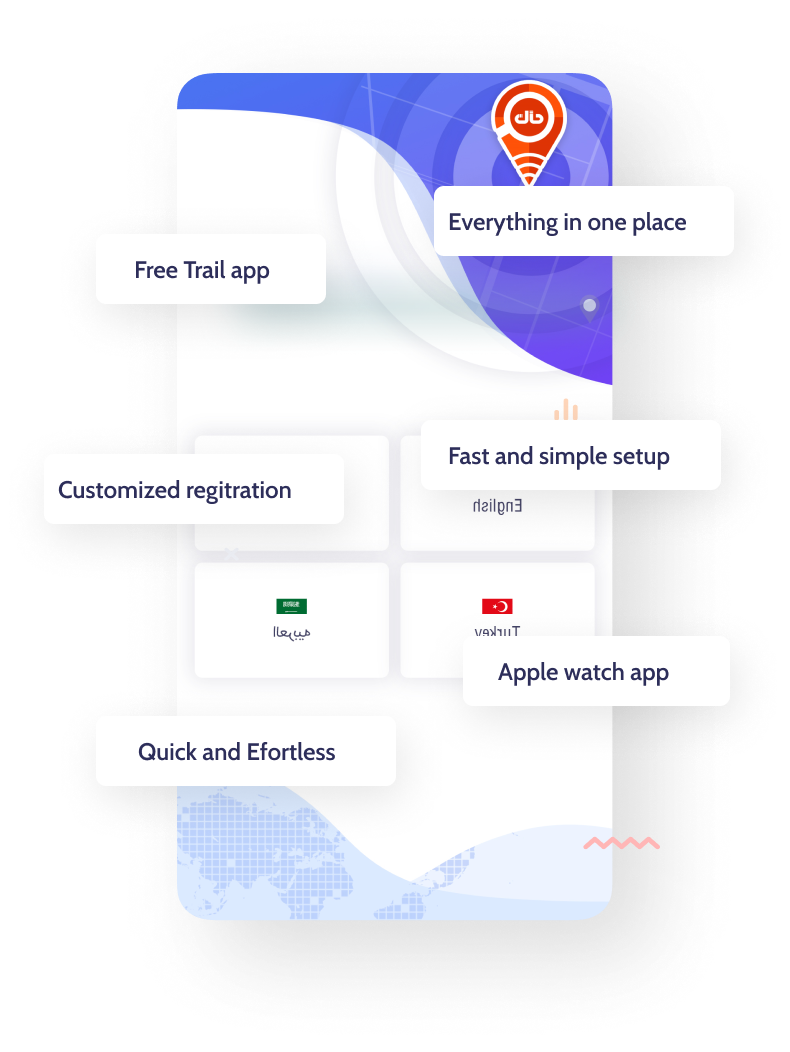 Everything in one place
Free Trail app
Fast and simple setup
Customized regitration
English
العربية
Turkey
Apple watch app
Quick and Efortless